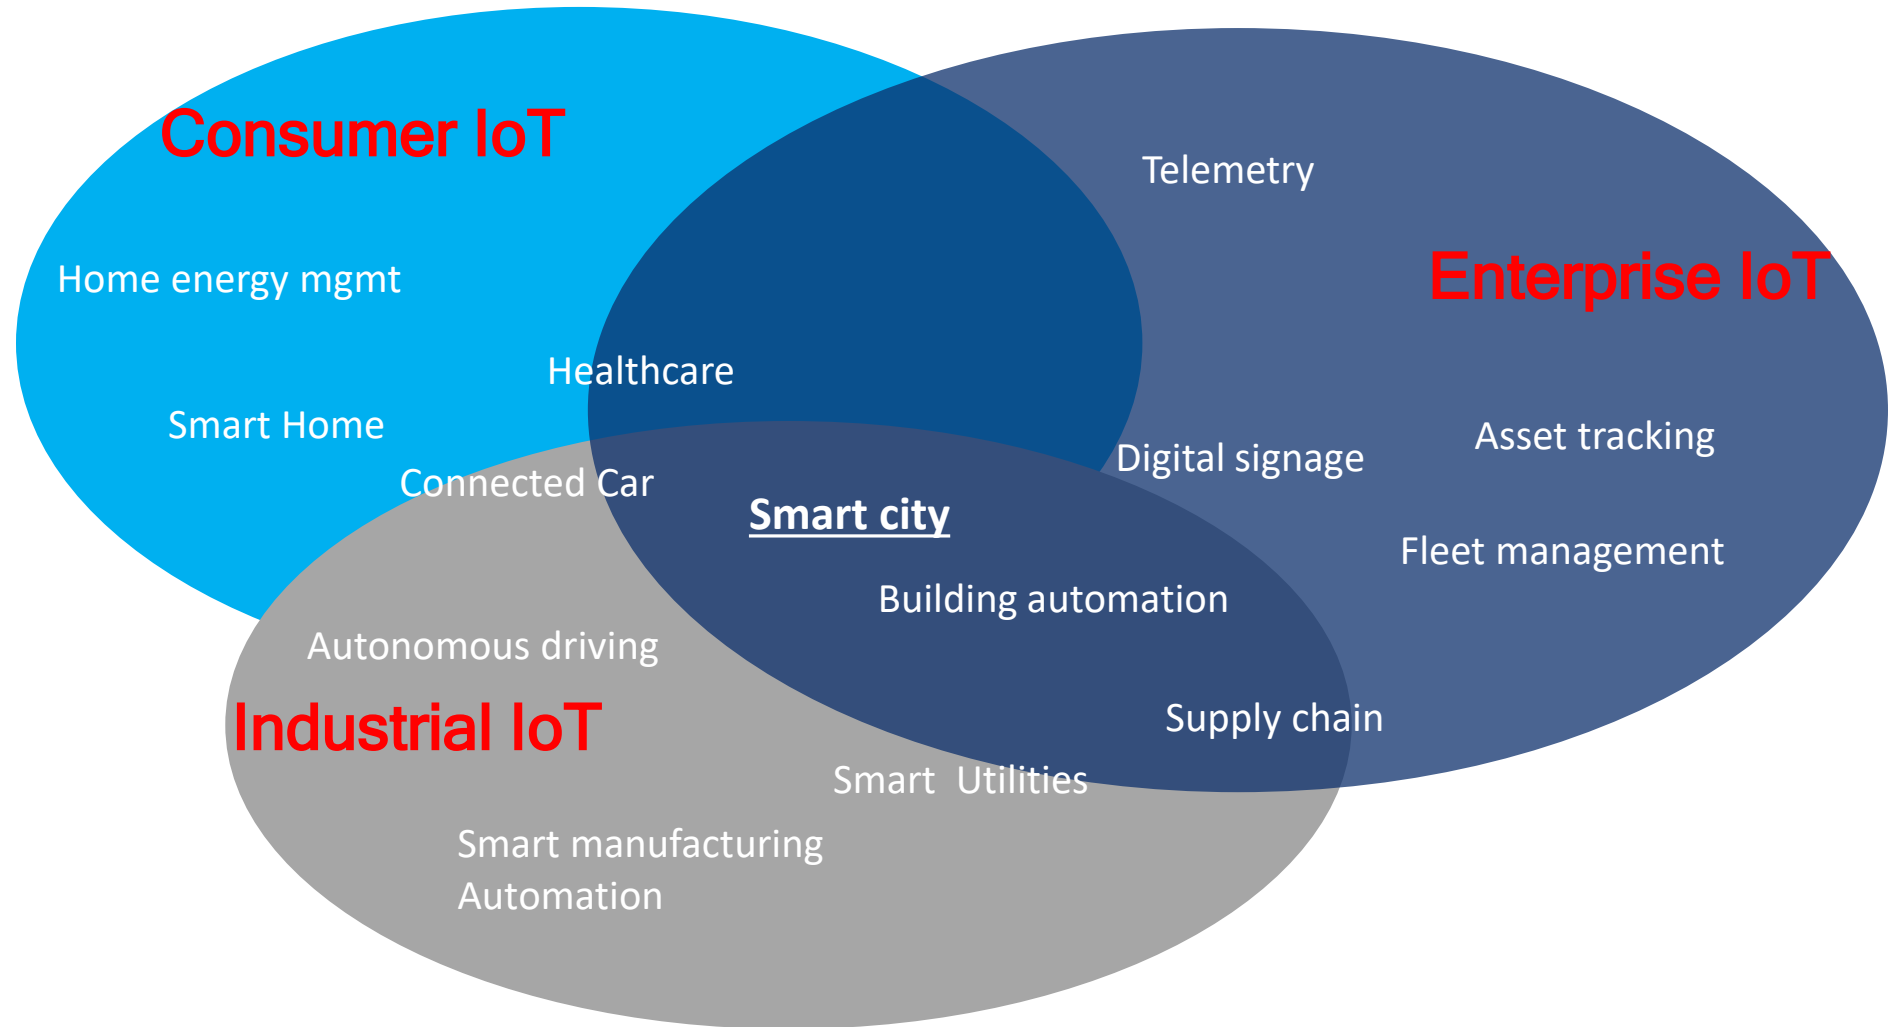 Consumer IoT
Telemetry
Enterprise IoT
Home energy mgmt
Healthcare
Smart Home
Asset tracking
Digital signage
Connected Car
Smart city
Fleet management
Building automation
Autonomous driving
Industrial IoT
Supply chain
Smart  Utilities
Smart manufacturing
Automation